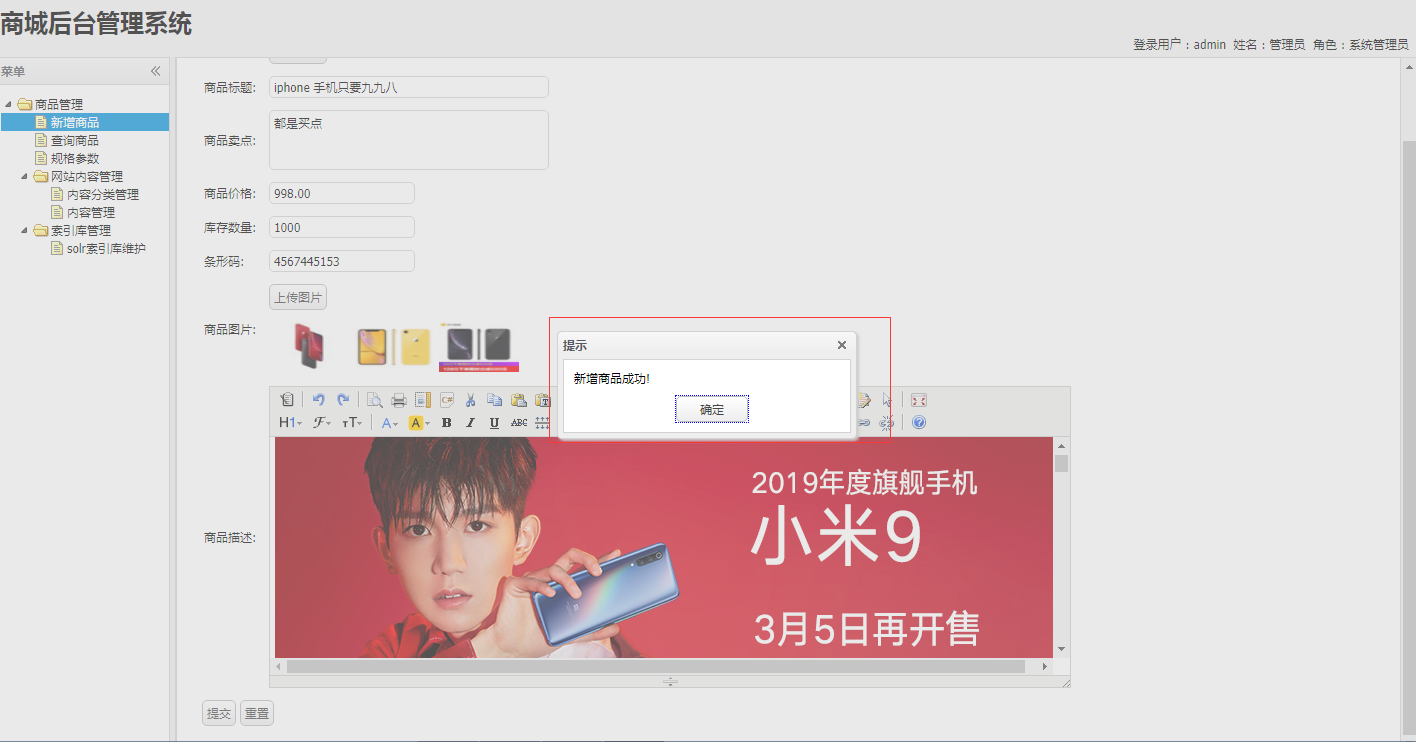 商城后台管理系统
登录用户：admin 姓名：管理员 角色：系统管理员
菜单
商品管理
新增商品
查询商品
规格参数
网站内容管理
内容分类管理
内容管理
索引库管理
solr索引库维护
商品标题:
iphone 手机只要九九八
商品卖点:
都是买点
商品价格:
998.00
库存数量:
1000
条形码:
4567445153
上传图片
商品图片:
提示
新增商品成功!
确定
商品描述:
2019年度旗舰手机
小米9
3月5日再开售
提交 重置